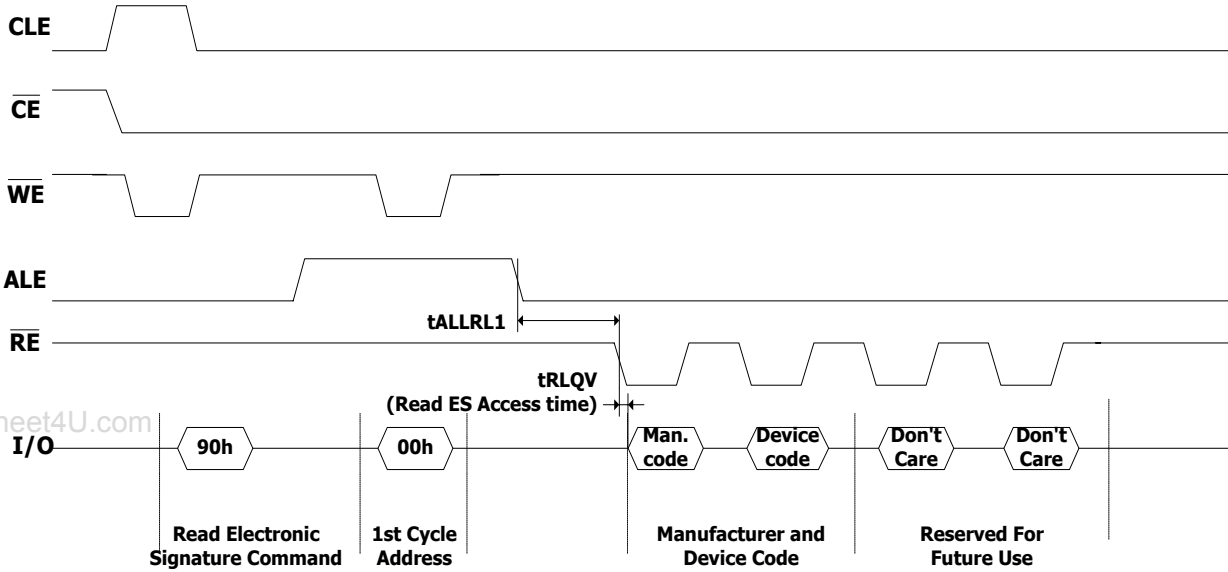 CLE
CE
WE
ALE
tALLRL1
RE
tRLQV
(Read ES Access time)
neet4U.com
I/O
90h
00h
Man.
code
Device
code
Don't
Care
Don't
Care
Read Electronic
Signature Command
1st Cycle
Address
Manufacturer and
Device Code
Reserved For
Future Use